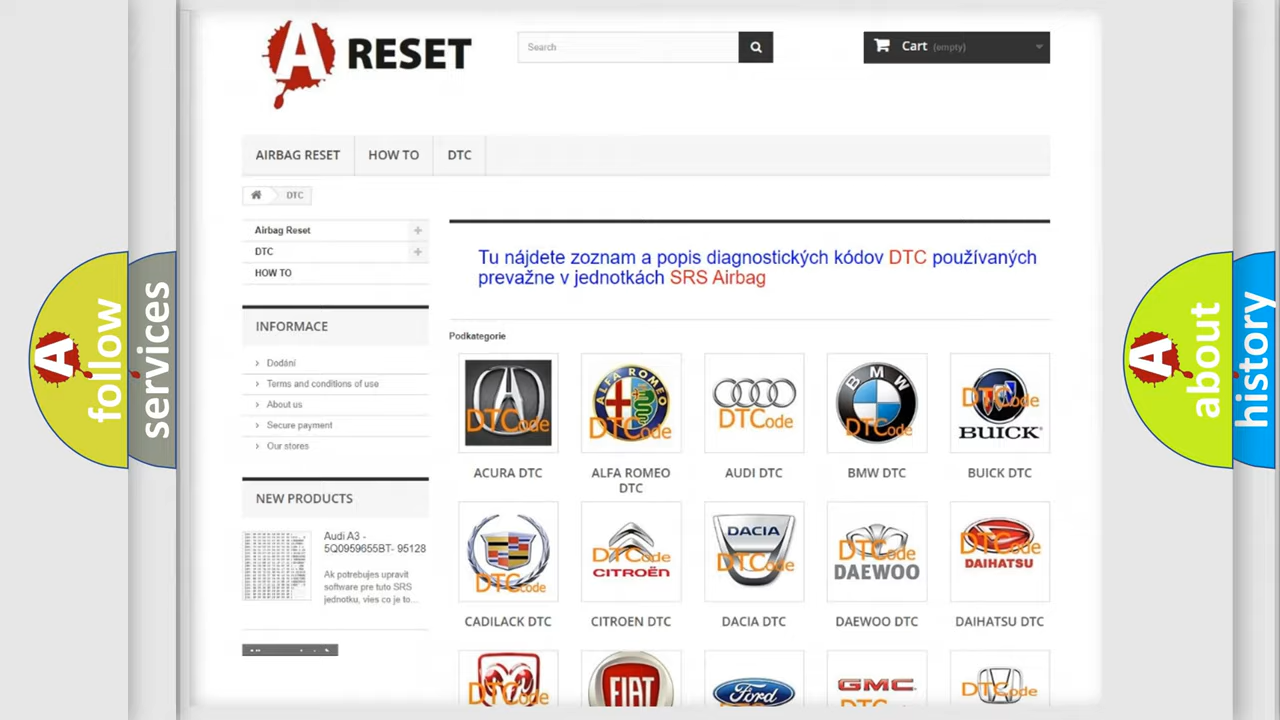 A RESET
Search
Cart (empty)
AIRBAG RESET
HOW TO
DTC
DTC
Airbag Reset
DTC
HOW TO
INFORMACE
Dodání
Terms and conditions of use
About us
Secure payment
Our stores
NEW PRODUCTS
Audi A3 -
5Q0959655BT- 95128
Ak potrebujes upravit
software pre tuto SRS
jednotku, vies co je to...
Tu nájdete zoznam a popis diagnostických kódov DTC používaných
prevažne v jednotkách SRS Airbag
Podkategorie
DTCode
ALFA ROMEO
DTCode
DTCode
BMW
DTCode
DTCode
BUICK
ACURA DTC
ALFA ROMEO
DTC
AUDI DTC
BMW DTC
BUICK DTC
DTCode
DTCode
CITROËN
DACIA
DTCode
DTCode
DAEWOO
DTCode
DAIHATSU
CADILACK DTC
CITROEN DTC
DACIA DTC
DAEWOO DTC
DAIHATSU DTC
DTCode
FIAT
Ford
GMC
DTCode
A follow
services
A about
history